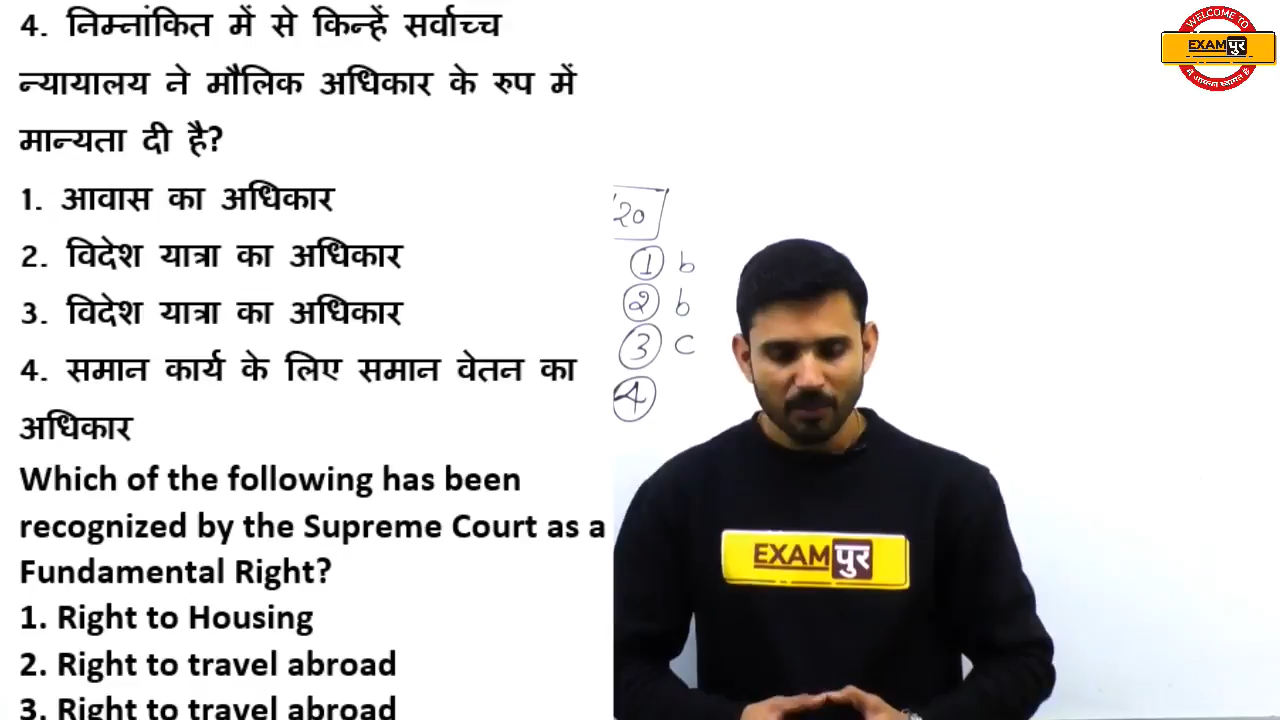 4. निम्नांकित में से किन्हें सर्वाच्च
न्यायालय ने मौलिक अधिकार के रुप में
मान्यता दी है?
1. आवास का अधिकार
2. विदेश यात्रा का अधिकार
3. विदेश यात्रा का अधिकार
4. समान कार्य के लिए समान वेतन का
अधिकार
Which of the following has been
recognized by the Supreme Court as a
Fundamental Right?
1. Right to Housing
2. Right to travel abroad
3. Right to travel abroad
'20
1 b
2 b
3 c
4
WELCOME TO
EXAMपुर
में आपका स्वागत है
EXAMपुर